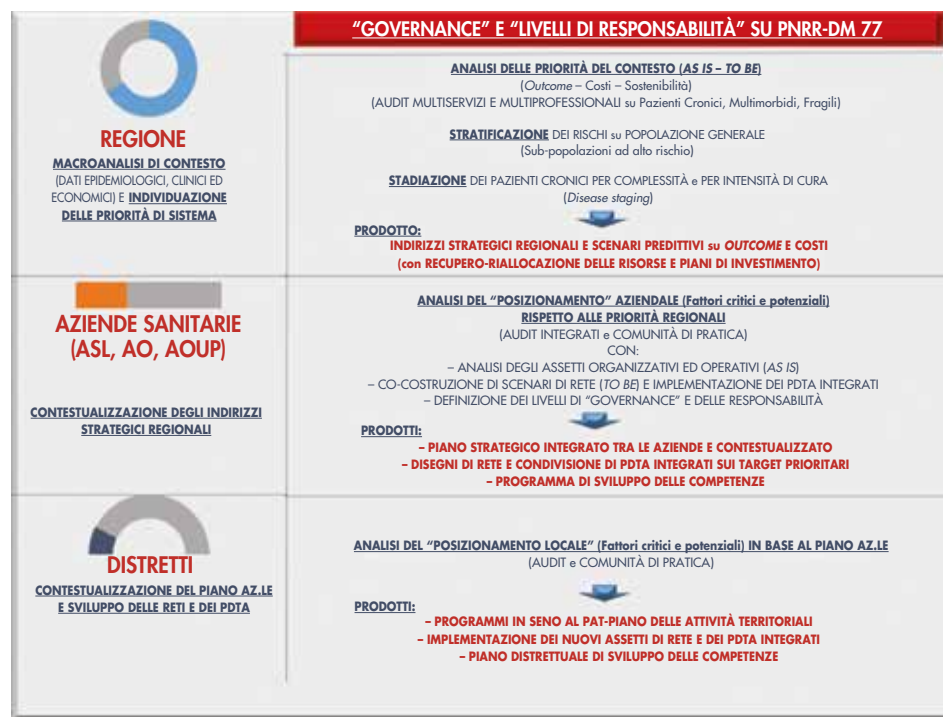 "GOVERNANCE" E "LIVELLI DI RESPONSABILITÀ" SU PNRR-DM 77
REGIONE
MACROANALISI DI CONTESTO
(DATI EPIDEMIOLOGICI, CLINICI ED
ECONOMICI) E INDIVIDUAZIONE
DELLE PRIORITÀ DI SISTEMA
ANALISI DELLE PRIORITÀ DEL CONTESTO (AS IS – TO BE)
(Outcome – Costi – Sostenibilità)
(AUDIT MULTISERVIZI E MULTIPROFESSIONALI su Pazienti Cronici, Multimorbidi, Fragili)
STRATIFICAZIONE DEI RISCHI su POPOLAZIONE GENERALE
(Sub-popolazioni ad alto rischio)
STADIAZIONE DEI PAZIENTI CRONICI PER COMPLESSITÀ e PER INTENSITÀ DI CURA
(Disease staging)
PRODOTTO:
INDIRIZZI STRATEGICI REGIONALI E SCENARI PREDITTIVI su OUTCOME E COSTI
(con RECUPERO-RIALLOCAZIONE DELLE RISORSE E PIANI DI INVESTIMENTO)
AZIENDE SANITARIE
(ASL, AO, AOUP)
CONTESTUALIZZAZIONE DEGLI INDIRIZZI
STRATEGICI REGIONALI
ANALISI DEL "POSIZIONAMENTO" AZIENDALE (Fattori critici e potenziali)
RISPETTO ALLE PRIORITÀ REGIONALI
(AUDIT INTEGRATI e COMUNITÀ DI PRATICA)
CON:
– ANALISI DEGLI ASSETTI ORGANIZZATIVI ED OPERATIVI (AS IS)
– CO-COSTRUZIONE DI SCENARI DI RETE (TO BE) E IMPLEMENTAZIONE DEI PDTA INTEGRATI
– DEFINIZIONE DEI LIVELLI DI "GOVERNANCE" E DELLE RESPONSABILITÀ
PRODOTTI:
– PIANO STRATEGICO INTEGRATO TRA LE AZIENDE E CONTESTUALIZZATO
– DISEGNI DI RETE E CONDIVISIONE DI PDTA INTEGRATI SUI TARGET PRIORITARI
– PROGRAMMA DI SVILUPPO DELLE COMPETENZE
DISTRETTI
CONTESTUALIZZAZIONE DEL PIANO AZ.LE
E SVILUPPO DELLE RETI E DEI PDTA
ANALISI DEL "POSIZIONAMENTO LOCALE" (Fattori critici e potenziali) IN BASE AL PIANO AZ.LE
(AUDIT e COMUNITÀ DI PRATICA)
PRODOTTI:
– PROGRAMMI IN SENO AL PAT-PIANO DELLE ATTIVITÀ TERRITORIALI
– IMPLEMENTAZIONE DEI NUOVI ASSETTI DI RETE E DEI PDTA INTEGRATI
– PIANO DISTRETTUALE DI SVILUPPO DELLE COMPETENZE